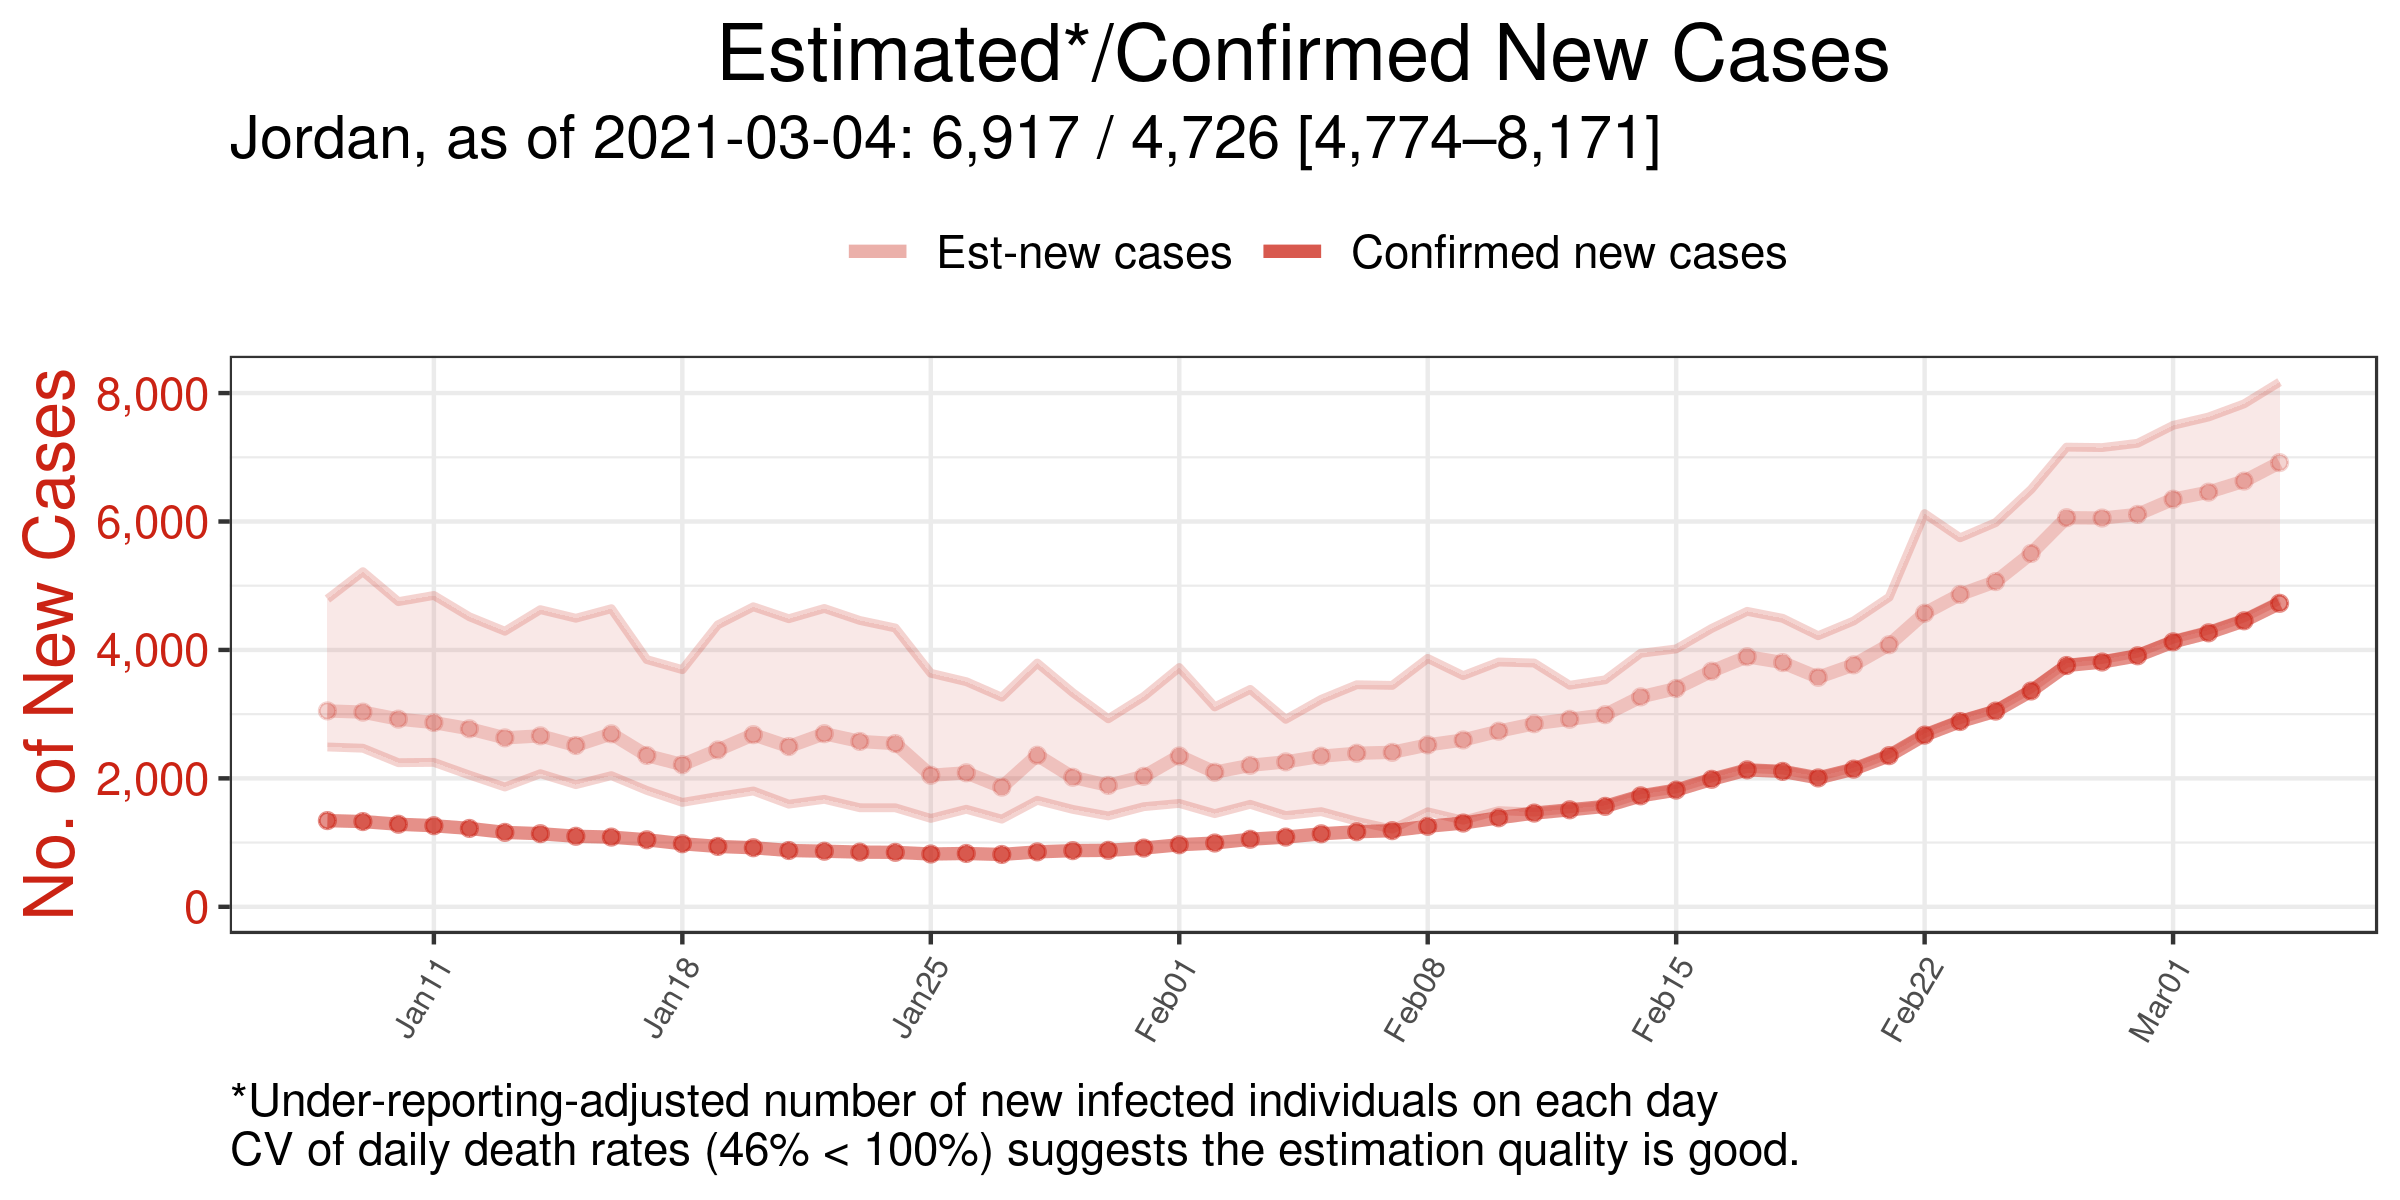 Estimated*/Confirmed New Cases
Jordan, as of 2021-03-04: 6,917 / 4,726 [4,774–8,171]
Est-new cases
Confirmed new cases
No. of New Cases
8,000
6,000
4,000
2,000
0
Jan11
Jan18
Jan25
Feb01
Feb08
Feb15
Feb22
Mar01
*Under-reporting-adjusted number of new infected individuals on each day
CV of daily death rates (46% < 100%) suggests the estimation quality is good.